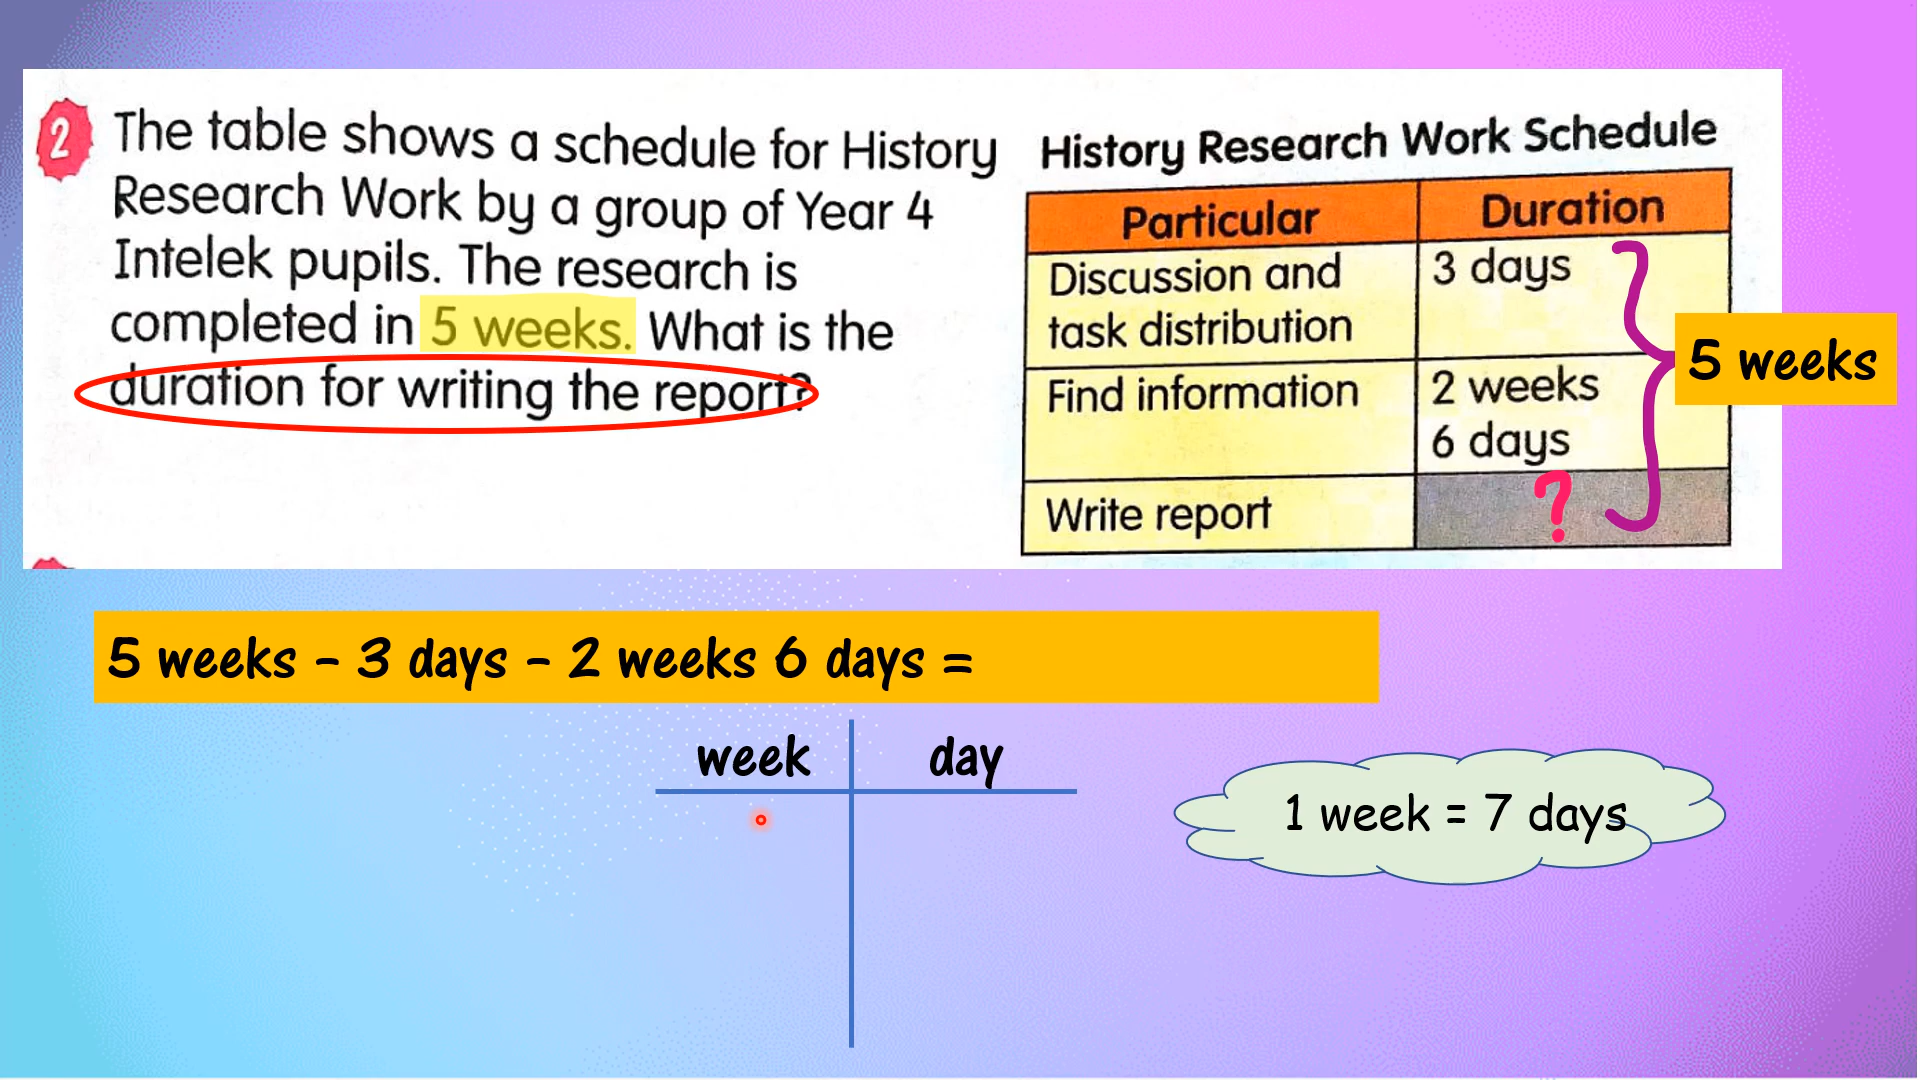 2
The table shows a schedule for History
Research Work by a group of Year 4
Intelek pupils. The research is
completed in 5 weeks. What is the
duration for writing the report?
History Research Work Schedule
Particular Duration
Discussion and 3 days
task distribution
Find information 2 weeks
6 days
Write report ?
5 weeks
5 weeks - 3 days - 2 weeks 6 days =
week day
1 week = 7 days